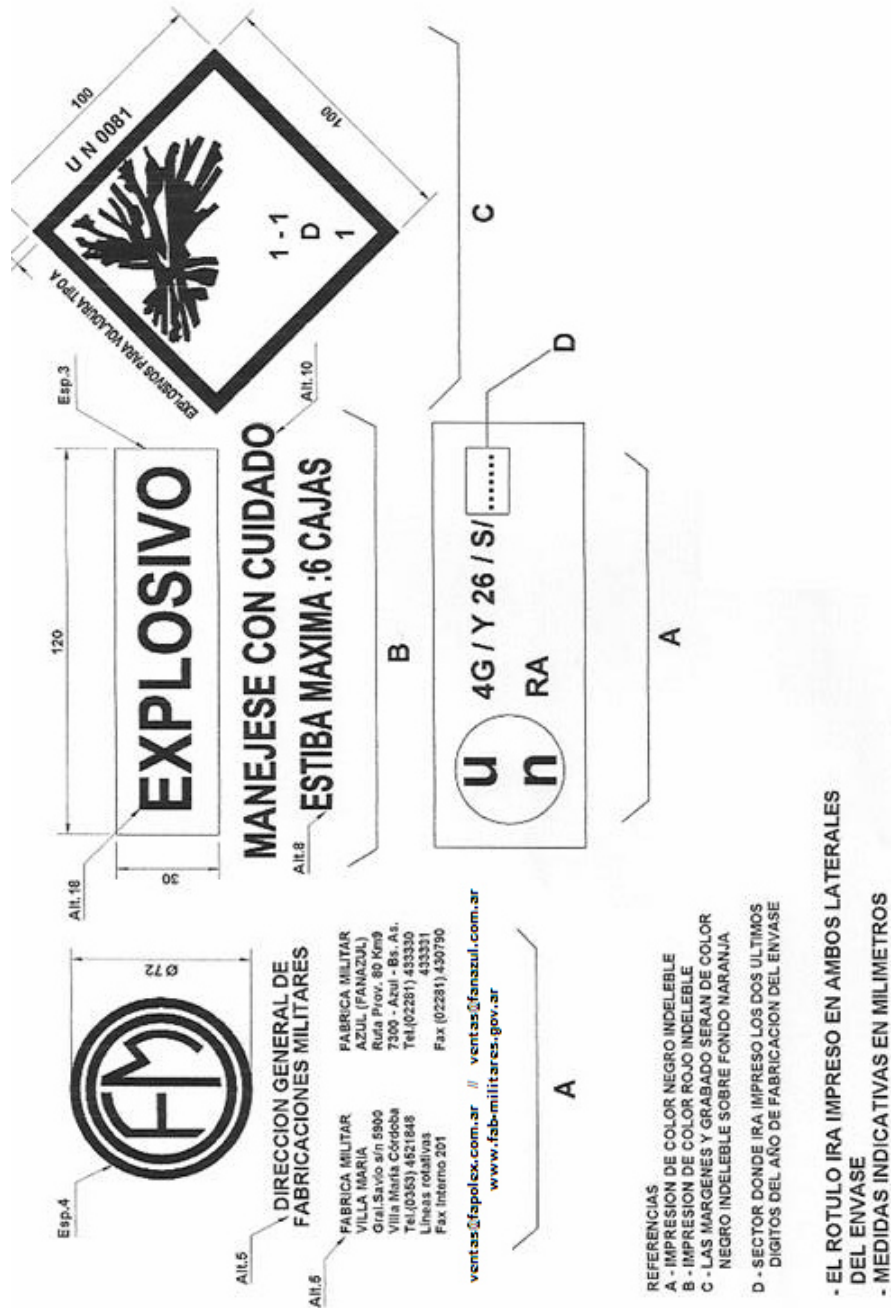 Esp.4
FM
Ø 72
Alt.5
DIRECCION GENERAL DE
FABRICACIONES MILITARES
Alt.5
FABRICA MILITAR
VILLA MARIA
Gral.Savio s/n 5900
Villa María Córdoba
Tel.(0353) 4521848
Líneas rotativas
Fax Interno 201
FABRICA MILITAR
AZUL (FANAZUL)
Ruta Prov. 80 Km9
7300 - Azul - Bs. As.
Tel.(02281) 433330
433331
Fax (02281) 430790
ventas@fapolex.com.ar // ventas@fanazul.com.ar
www.fab-militares.gov.ar
A
Alt.18
120
30
Esp.3
EXPLOSIVO
MANEJESE CON CUIDADO
Alt.10
Alt.8
ESTIBA MAXIMA :6 CAJAS
B
100
U N 0081
EXPLOSIVOS PARA VOLADURA TIPO A
1 - 1
D
1
100
C
u
n
4G / Y 26 / S/.......
RA
D
A
REFERENCIAS
A - IMPRESION DE COLOR NEGRO INDELEBLE
B - IMPRESION DE COLOR ROJO INDELEBLE
C - LAS MARGENES Y GRABADO SERAN DE COLOR
NEGRO INDELEBLE SOBRE FONDO NARANJA
D - SECTOR DONDE IRA IMPRESO LOS DOS ULTIMOS
DIGITOS DEL AÑO DE FABRICACION DEL ENVASE
- EL ROTULO IRA IMPRESO EN AMBOS LATERALES
DEL ENVASE
- MEDIDAS INDICATIVAS EN MILIMETROS